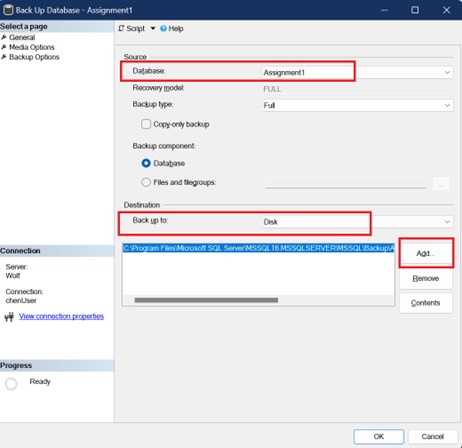 Back Up Database - Assignment1
Select a page
General
Media Options
Backup Options
Script
Help
Source
Database:
Assignment1
Recovery model:
FULL
Backup type:
Full
Copy-only backup
Backup component:
Database
Files and filegroups:
...
Destination
Back up to:
Disk
C:\Program Files\Microsoft SQL Server\MSSQL16.MSSQLSERVER\MSSQL\Backup\A
Add...
Remove
Contents
Connection
Server:
Wolf
Connection:
chenUser
View connection properties
Progress
Ready
OK
Cancel